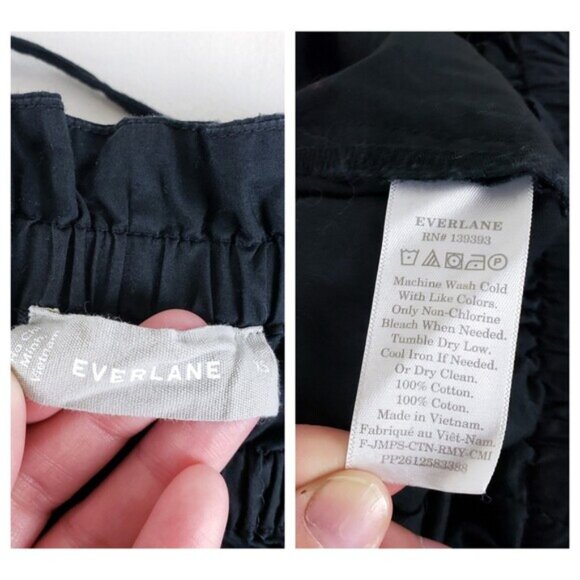 Vietnam
EVERLANE
EVERLANE
RN# 139393
Machine Wash Cold
With Like Colors.
Only Non-Chlorine
Bleach When Needed.
Tumble Dry Low.
Cool Iron If Needed.
Or Dry Clean.
100% Cotton.
100% Coton.
Made in Vietnam.
Fabriqué au Viêt-Nam.
F-JMPS-CTN-RMY-CMI
PP2612583388